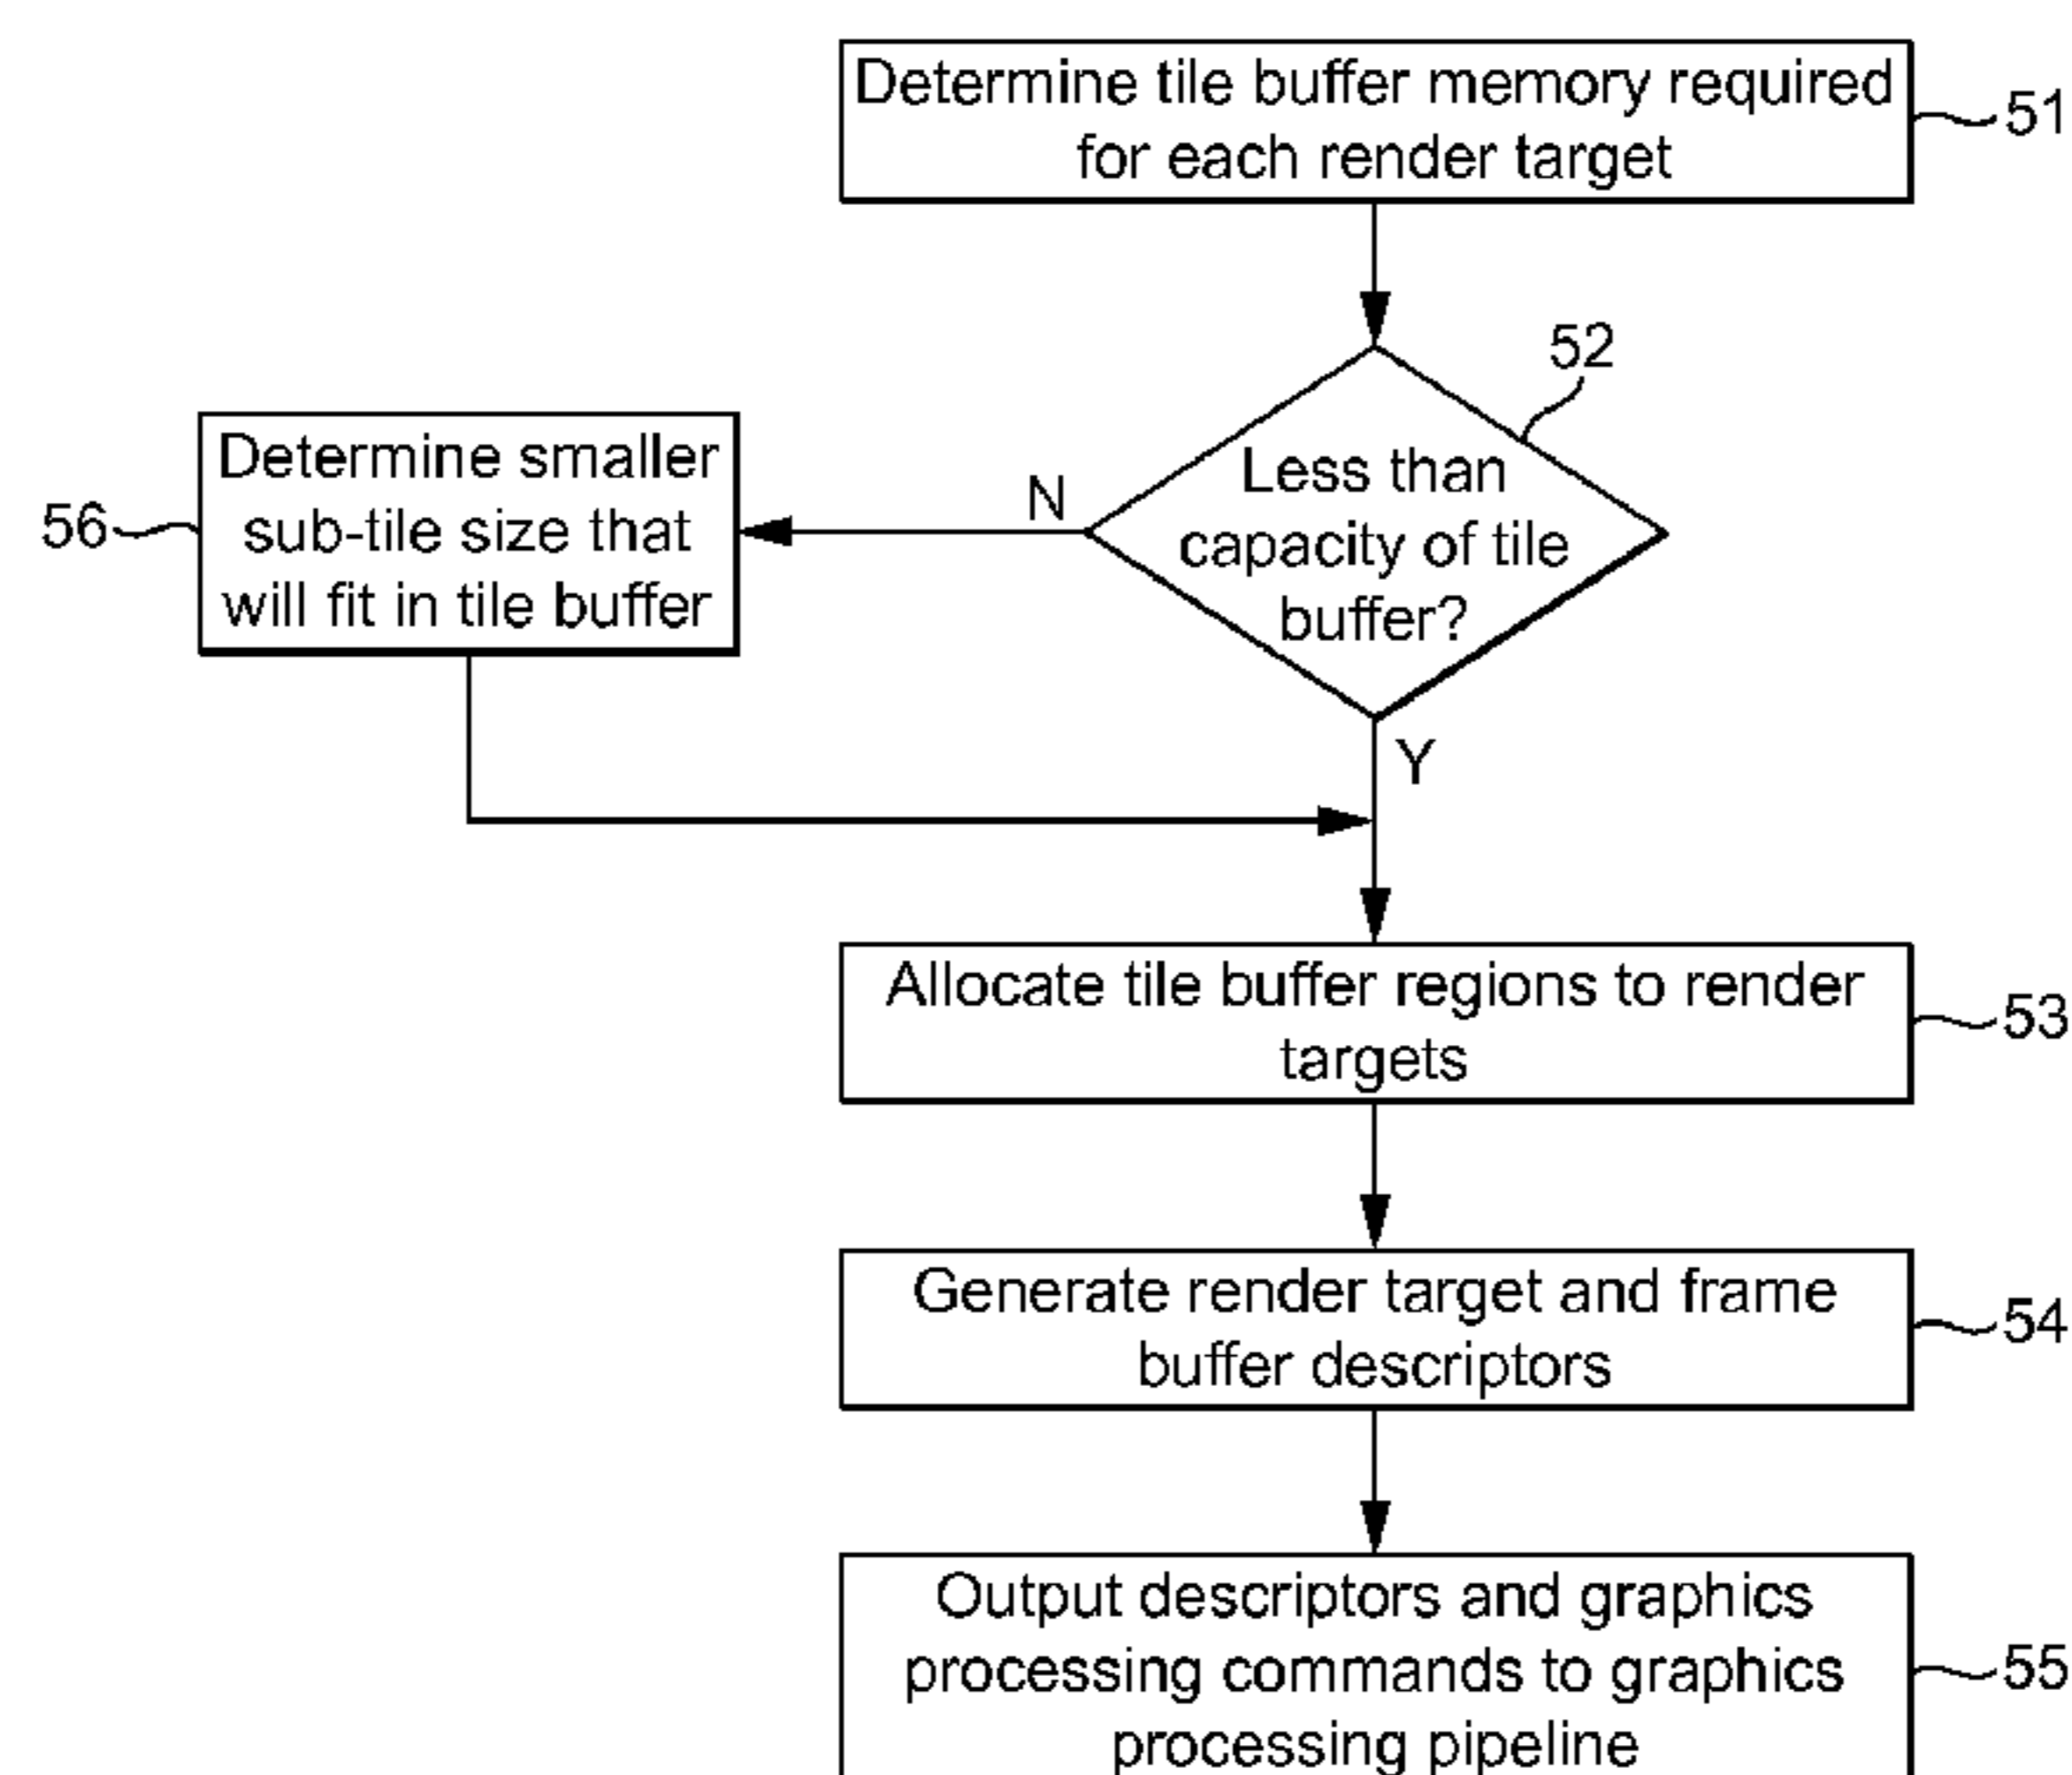 Determine tile buffer memory required
for each render target
51
52
Less than
capacity of tile
buffer?
N
Determine smaller
sub-tile size that
will fit in tile buffer
56
Y
Allocate tile buffer regions to render
targets
53
Generate render target and frame
buffer descriptors
54
Output descriptors and graphics
processing commands to graphics
processing pipeline
55